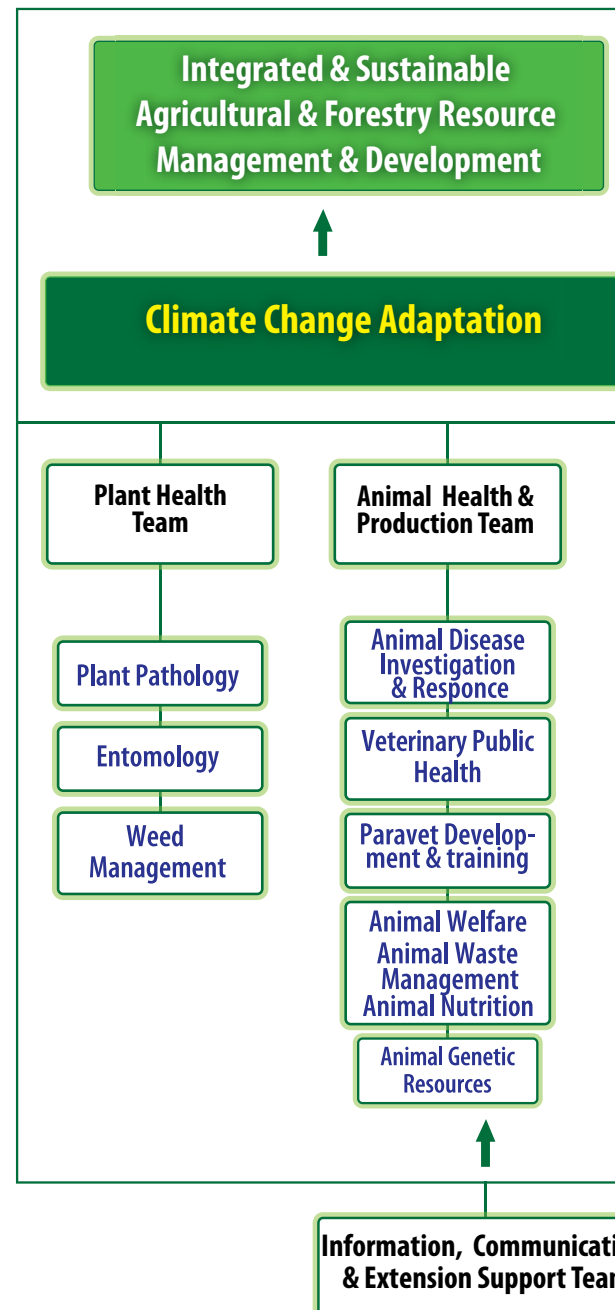 Integrated & Sustainable
Agricultural & Forestry Resource
Management & Development
Climate Change Adaptation
Plant Health
Team
Plant Pathology
Entomology
Weed
Management
Animal Health &
Production Team
Animal Disease
Investigation
& Responce
Veterinary Public
Health
Paravet Develop-
ment & training
Animal Welfare
Animal Waste
Management
Animal Nutrition
Animal Genetic
Resources
Information, Communicati
& Extension Support Tea